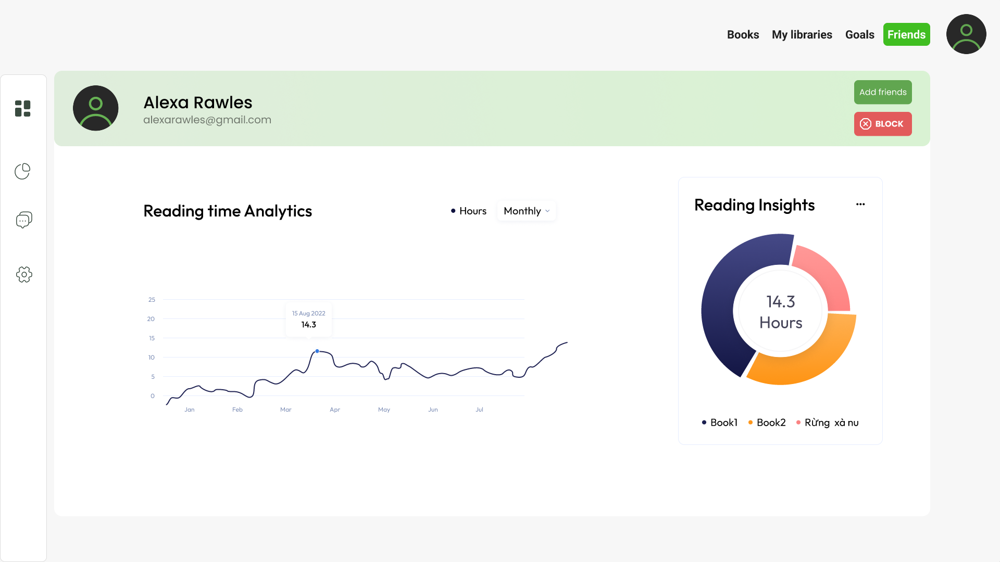 Books My libraries Goals Friends
Alexa Rawles
alexarawles@gmail.com
Add friends
BLOCK
Reading time Analytics
Hours Monthly
25
20
15
10
5
0
15 Aug 2022
14.3
Jan Feb Mar Apr May Jun Jul
Reading Insights
14.3
Hours
Book1 Book2 Rừng xà nu